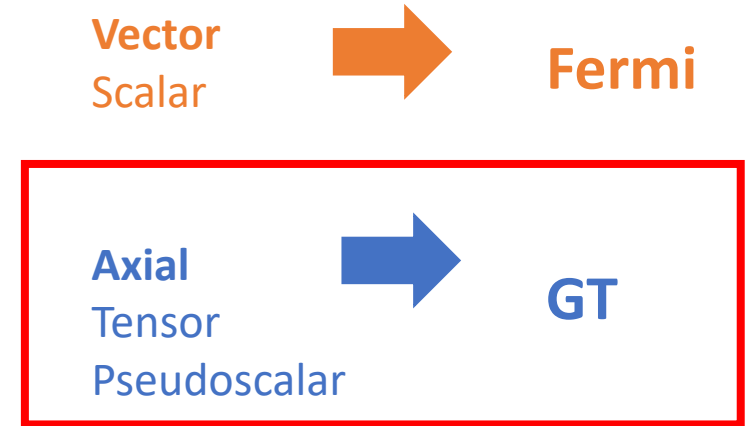 Vector
Scalar
Fermi
Axial
Tensor
Pseudoscalar
GT